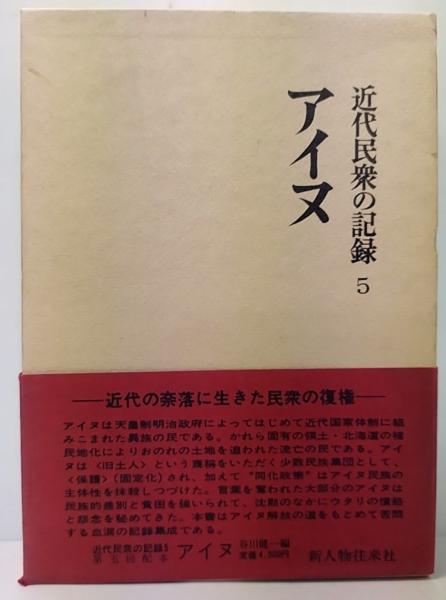 近代民衆の記録 5
アイヌ
──近代の奈落に生きた民衆の復権──
アイヌは天皇制明治政府によってはじめて近代国家体制に組
みこまれた異族の民である。かれら固有の領土・北海道の植
民地化によりおのれの土地を追われた流亡の民である。アイ
ヌは〈旧土人〉という蔑称をいただく少数民族集団として、
〈保護〉(固定化)され、加えて“同化政策”はアイヌ民族の
主体性を抹殺しつづけた。言葉を奪われた大部分のアイヌは
民族的差別と貧困を強いられて、沈黙のなかにウタリの憤怒
と怨念を秘めてきた。本書はアイヌ解放の道をもとめて苦闘
する血涙の記録集成である。
近代民衆の記録5
第五回配本
アイヌ
谷川健一編
定価4,500円
新人物往来社